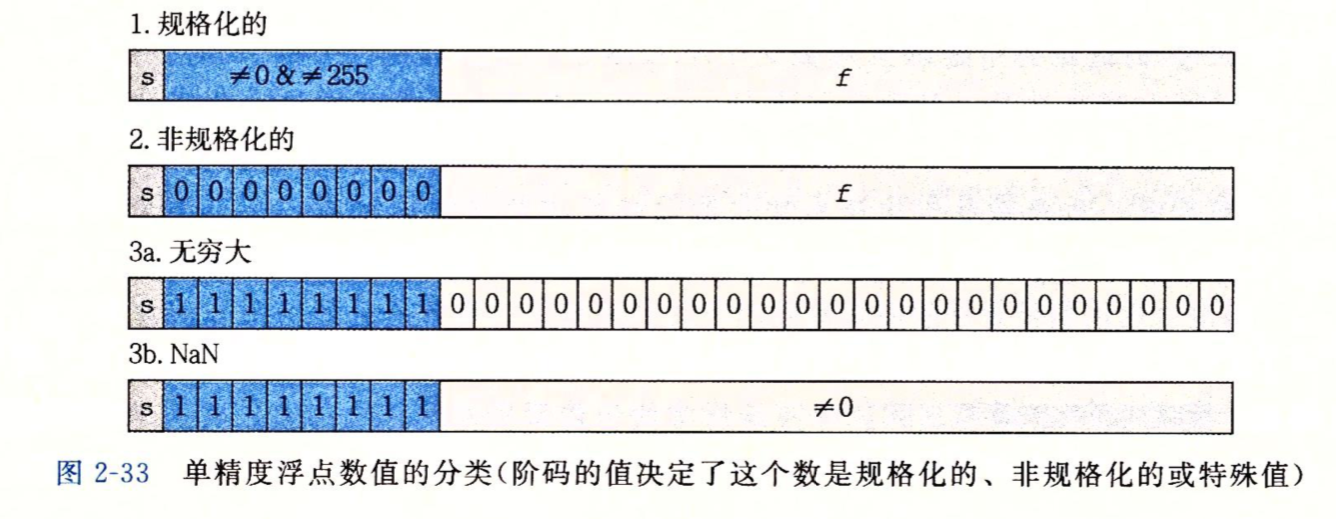 1. 规格化的
s ≠0&≠255 f
2. 非规格化的
s 0 0 0 0 0 0 0 0 f
3a. 无穷大
s 1 1 1 1 1 1 1 1 0 0 0 0 0 0 0 0 0 0 0 0 0 0 0 0 0 0 0 0 0 0 0
3b. NaN
s 1 1 1 1 1 1 1 1 ≠0
图 2-33 单精度浮点数值的分类(阶码的值决定了这个数是规格化的、非规格化的或特殊值)